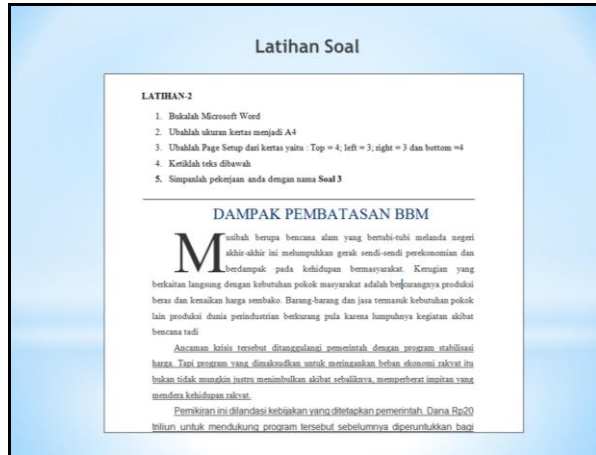 Latihan Soal
LATIHAN-2
1. Bukalah Microsoft Word
2. Ubahlah ukuran kertas menjadi A4
3. Ubahlah Page Setup dari kertas yaitu : Top = 4; left = 3; right = 3 dan bottom =4
4. Ketiklah teks dibawah
5. Simpanlah pekerjaan anda dengan nama Soal 3
DAMPAK PEMBATASAN BBM
Musibah berupa bencana alam yang bertubi-tubi melanda negeri
akhir-akhir ini melumpuhkan gerak sendi-sendi perekonomian dan
berdampak pada kehidupan bermasyarakat. Kerugian yang
berkaitan langsung dengan kebutuhan pokok masyarakat adalah berkurangnya produksi
beras dan kenaikan harga sembako. Barang-barang dan jasa termasuk kebutuhan pokok
lain produksi dunia perindustrian berkurang pula karena lumpuhnya kegiatan akibat
bencana tadi
Ancaman krisis tersebut ditanggulangi pemerintah dengan program stabilisasi
harga. Tapi program yang dimaksudkan untuk meringankan beban ekonomi rakyat itu
bukan tidak mungkin justru menimbulkan akibat sebaliknya, memperberat impitan yang
mendera kehidupan rakyat.
Pemikiran ini dilandasi kebijakan yang ditetapkan pemerintah. Dana Rp20
triliun untuk mendukung program tersebut sebelumnya diperuntukkan bagi